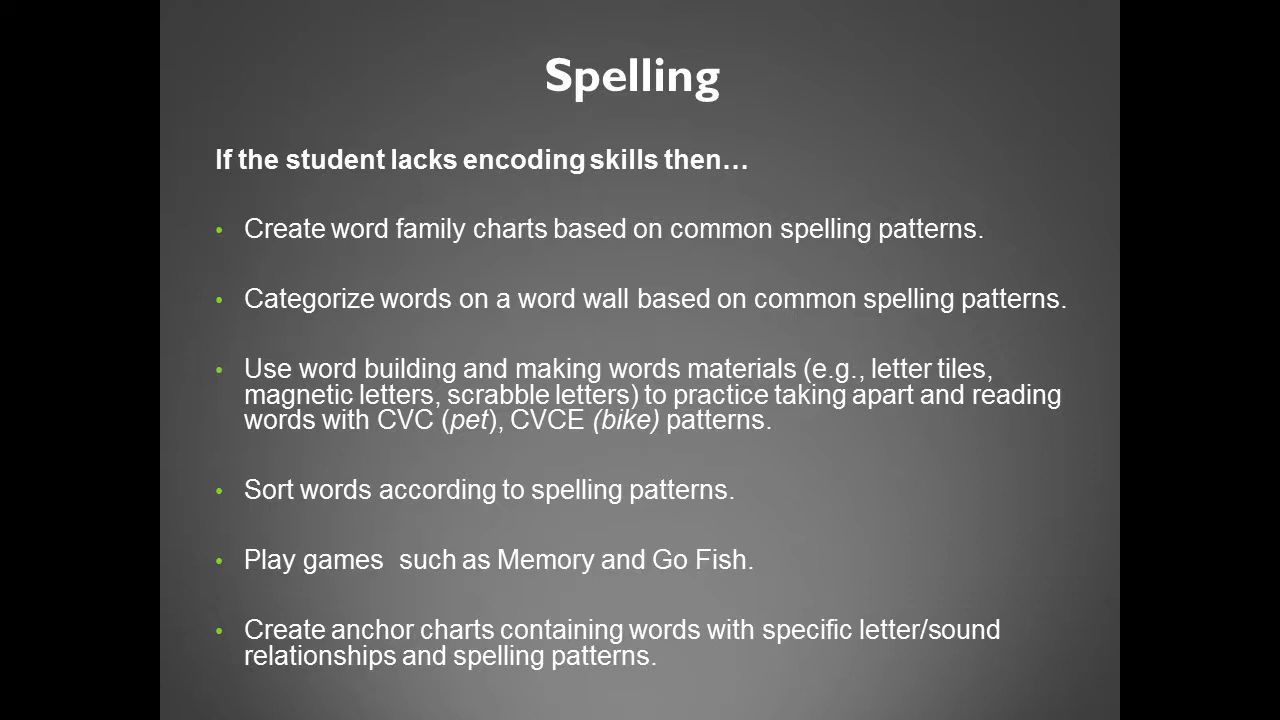 Spelling
If the student lacks encoding skills then…
• Create word family charts based on common spelling patterns.
• Categorize words on a word wall based on common spelling patterns.
• Use word building and making words materials (e.g., letter tiles,
magnetic letters, scrabble letters) to practice taking apart and reading
words with CVC (pet), CVCE (bike) patterns.
• Sort words according to spelling patterns.
• Play games  such as Memory and Go Fish.
• Create anchor charts containing words with specific letter/sound
relationships and spelling patterns.